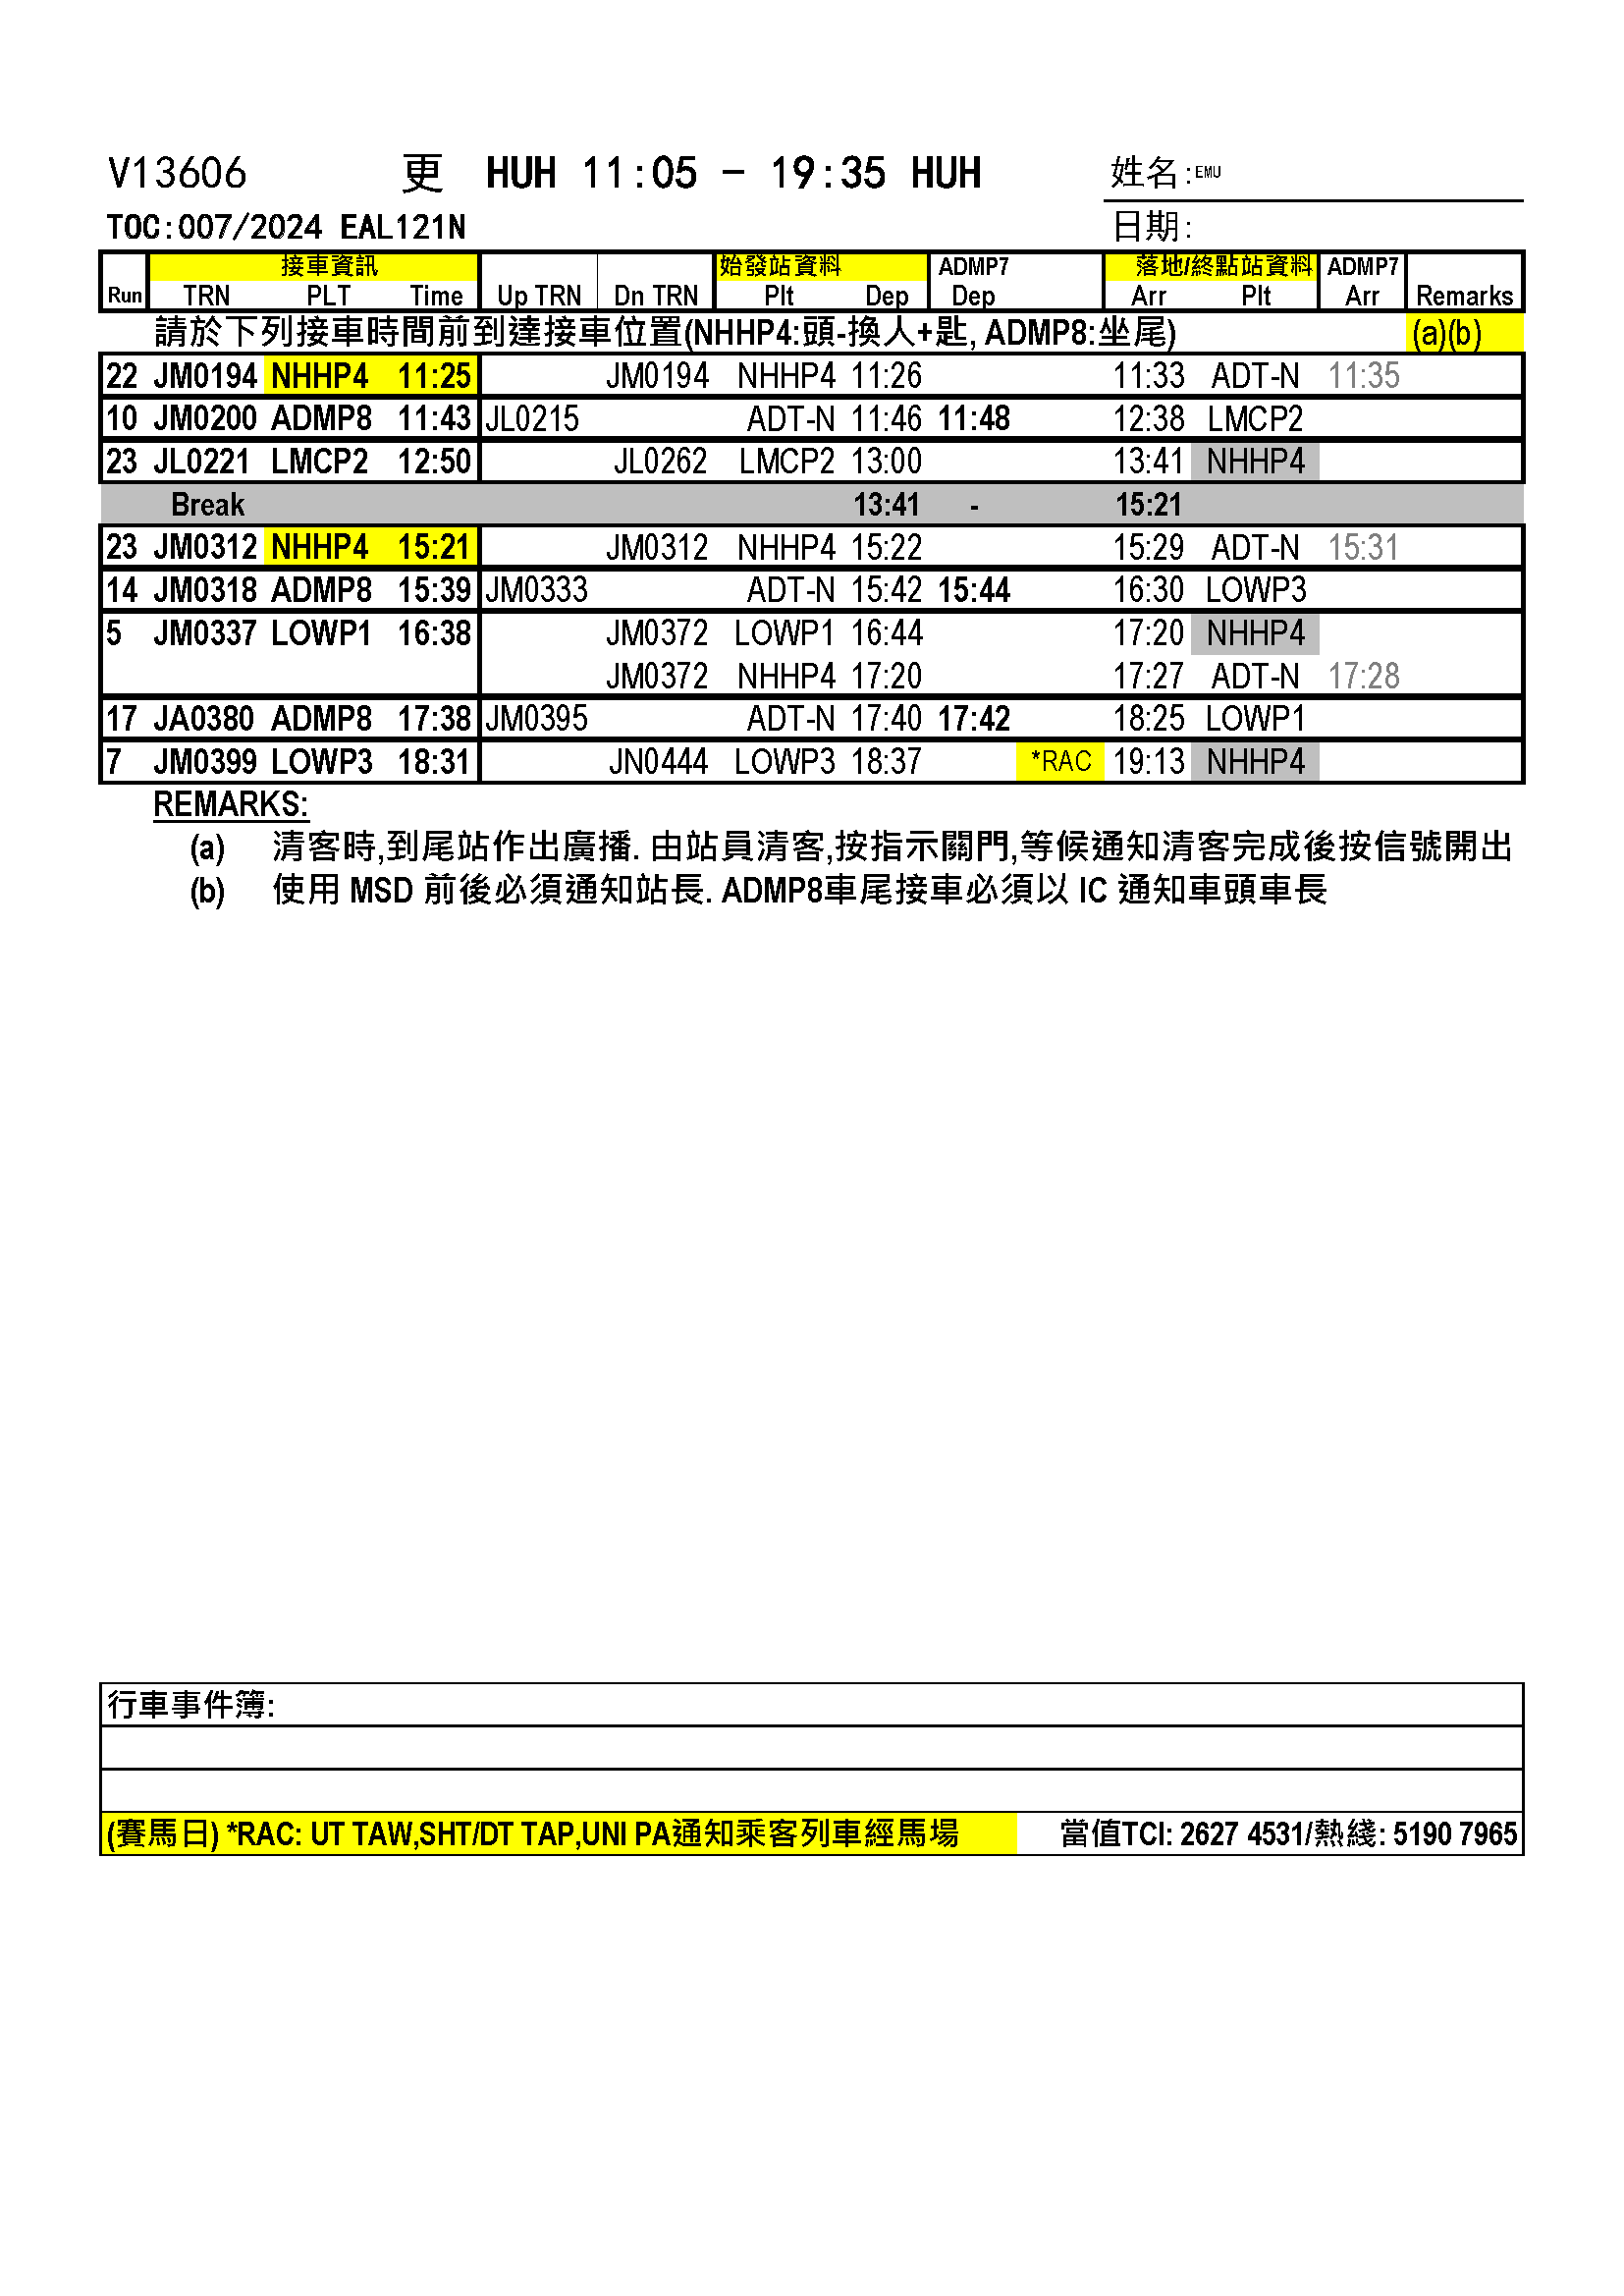 V13606 更 HUH 11:05 - 19:35 HUH 姓名:EMU
TOC:007/2024 EAL121N 日期:
接車資訊 始發站資料 ADMP7 落地/終點站資料 ADMP7
Run TRN PLT Time Up TRN Dn TRN Plt Dep Dep Arr Plt Arr Remarks
請於下列接車時間前到達接車位置(NHHP4:頭-換人+匙, ADMP8:坐尾) (a)(b)
22 JM0194 NHHP4 11:25 JM0194 NHHP4 11:26 11:33 ADT-N 11:35
10 JM0200 ADMP8 11:43 JL0215 ADT-N 11:46 11:48 12:38 LMCP2
23 JL0221 LMCP2 12:50 JL0262 LMCP2 13:00 13:41 NHHP4
Break 13:41 - 15:21
23 JM0312 NHHP4 15:21 JM0312 NHHP4 15:22 15:29 ADT-N 15:31
14 JM0318 ADMP8 15:39 JM0333 ADT-N 15:42 15:44 16:30 LOWP3
5 JM0337 LOWP1 16:38 JM0372 LOWP1 16:44 17:20 NHHP4
JM0372 NHHP4 17:20 17:27 ADT-N 17:28
17 JA0380 ADMP8 17:38 JM0395 ADT-N 17:40 17:42 18:25 LOWP1
7 JM0399 LOWP3 18:31 JN0444 LOWP3 18:37 *RAC 19:13 NHHP4
REMARKS:
(a) 清客時,到尾站作出廣播. 由站員清客,按指示關門,等候通知清客完成後按信號開出
(b) 使用 MSD 前後必須通知站長. ADMP8車尾接車必須以 IC 通知車頭車長
行車事件簿:
(賽馬日) *RAC: UT TAW,SHT/DT TAP,UNI PA通知乘客列車經馬場 當值TCI: 2627 4531/熱綫: 5190 7965